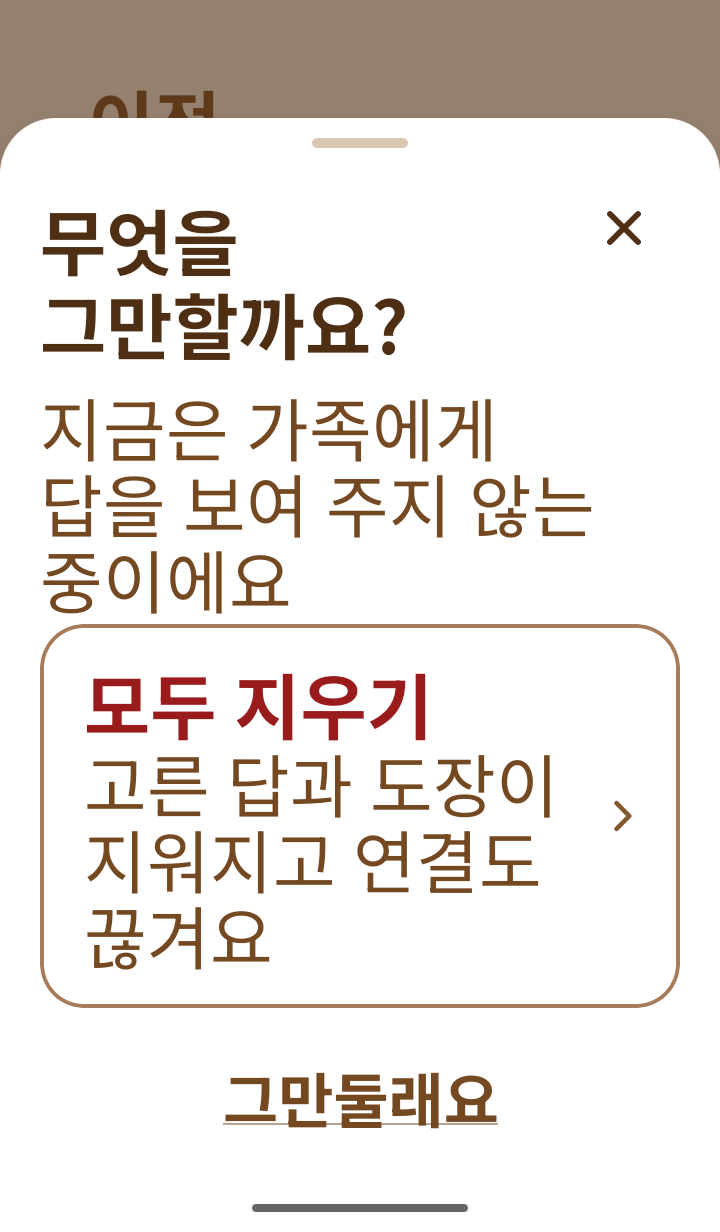 이전
무엇을
그만할까요?
지금은 가족에게
답을 보여 주지 않는
중이에요
모두 지우기
고른 답과 도장이
지워지고 연결도
끊겨요
그만둘래요